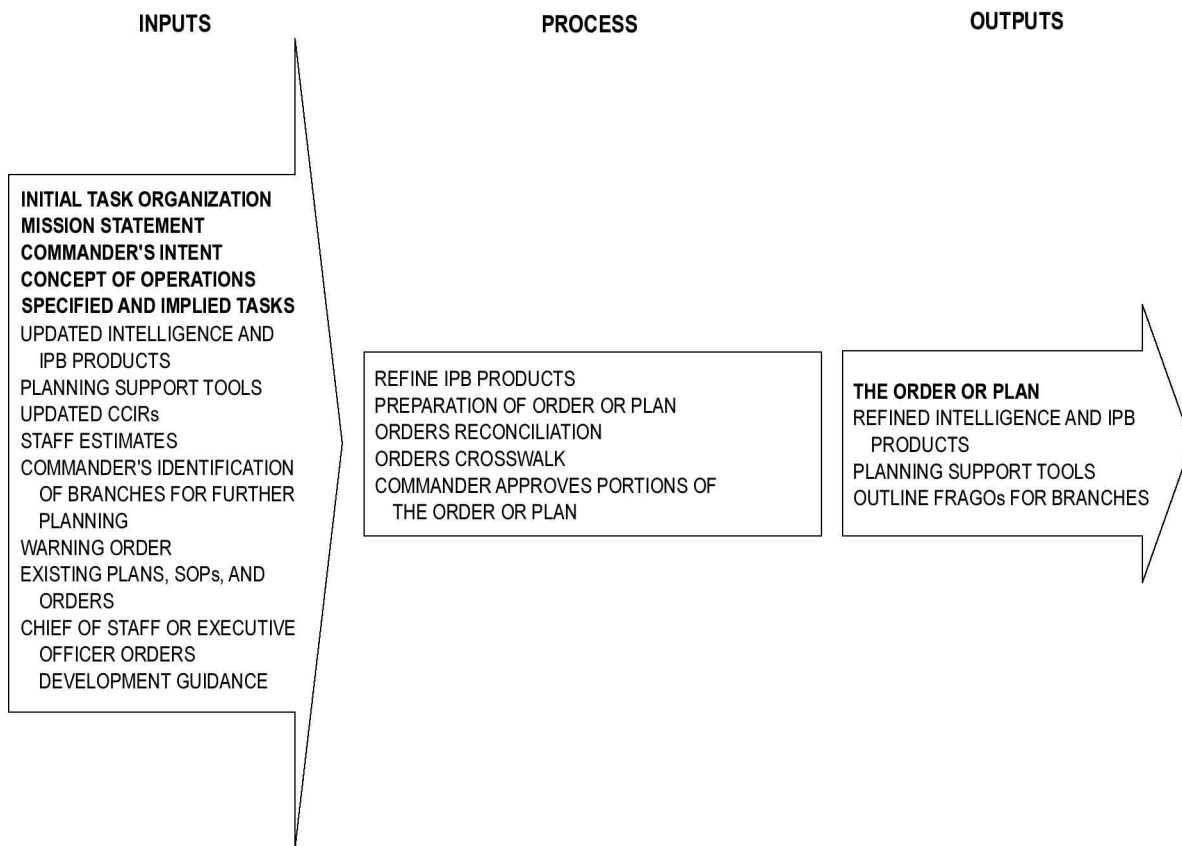 INPUTS
PROCESS
OUTPUTS
INITIAL TASK ORGANIZATION
MISSION STATEMENT
COMMANDER'S INTENT
CONCEPT OF OPERATIONS
SPECIFIED AND IMPLIED TASKS
UPDATED INTELLIGENCE AND
IPB PRODUCTS
PLANNING SUPPORT TOOLS
UPDATED CCIRs
STAFF ESTIMATES
COMMANDER'S IDENTIFICATION
OF BRANCHES FOR FURTHER
PLANNING
WARNING ORDER
EXISTING PLANS, SOPs, AND
ORDERS
CHIEF OF STAFF OR EXECUTIVE
OFFICER ORDERS
DEVELOPMENT GUIDANCE
REFINE IPB PRODUCTS
PREPARATION OF ORDER OR PLAN
ORDERS RECONCILIATION
ORDERS CROSSWALK
COMMANDER APPROVES PORTIONS OF
THE ORDER OR PLAN
THE ORDER OR PLAN
REFINED INTELLIGENCE AND IPB
PRODUCTS
PLANNING SUPPORT TOOLS
OUTLINE FRAGOs FOR BRANCHES